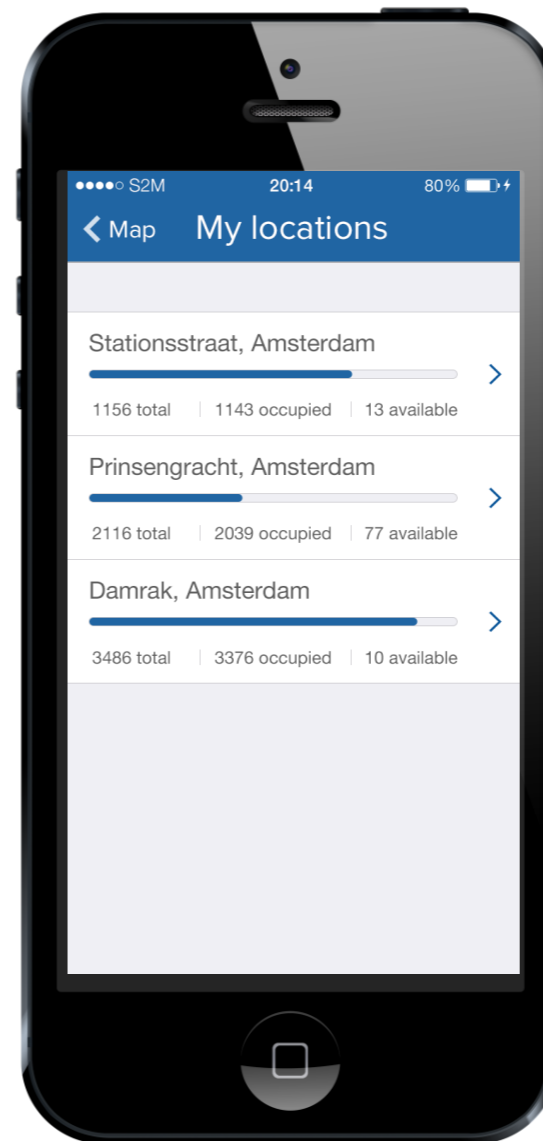 ●●●●○ S2M 20:14 80%
Map My locations
Stationsstraat, Amsterdam
1156 total 1143 occupied 13 available
Prinsengracht, Amsterdam
2116 total 2039 occupied 77 available
Damrak, Amsterdam
3486 total 3376 occupied 10 available